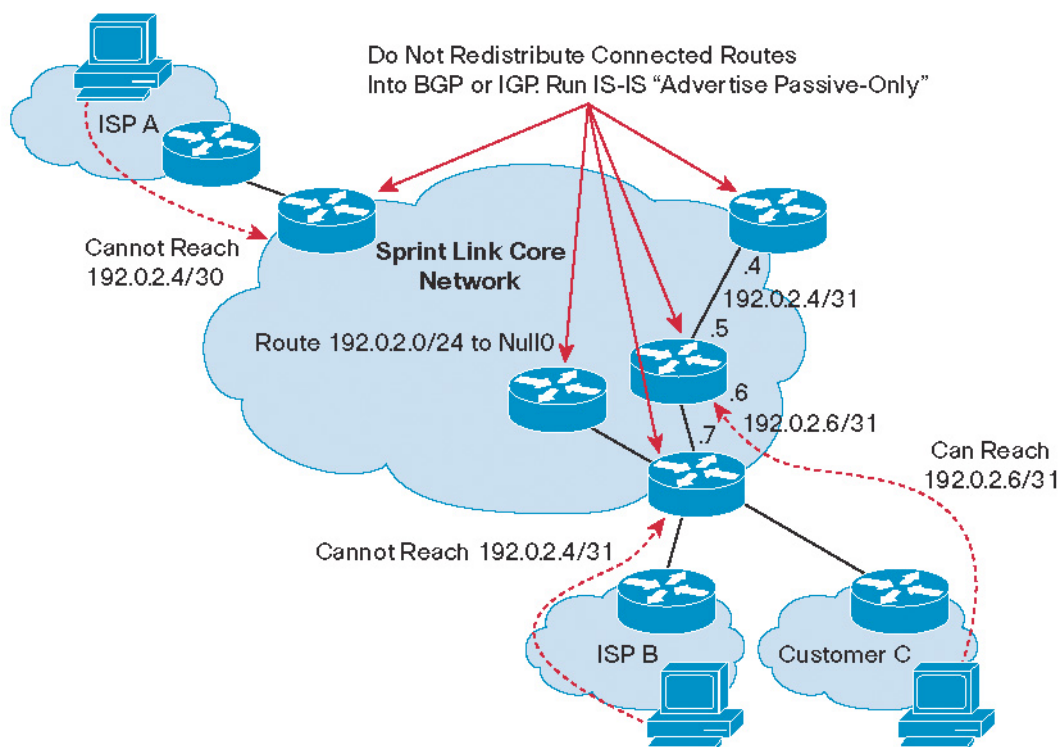 Do Not Redistribute Connected Routes
Into BGP or IGP. Run IS-IS “Advertise Passive-Only”
ISP A
Cannot Reach
192.0.2.4/30
Sprint Link Core
Network
.4
192.0.2.4/31
.5
Route 192.0.2.0/24 to Null0
.6
192.0.2.6/31
.7
Can Reach
192.0.2.6/31
Cannot Reach 192.0.2.4/31
ISP B
Customer C